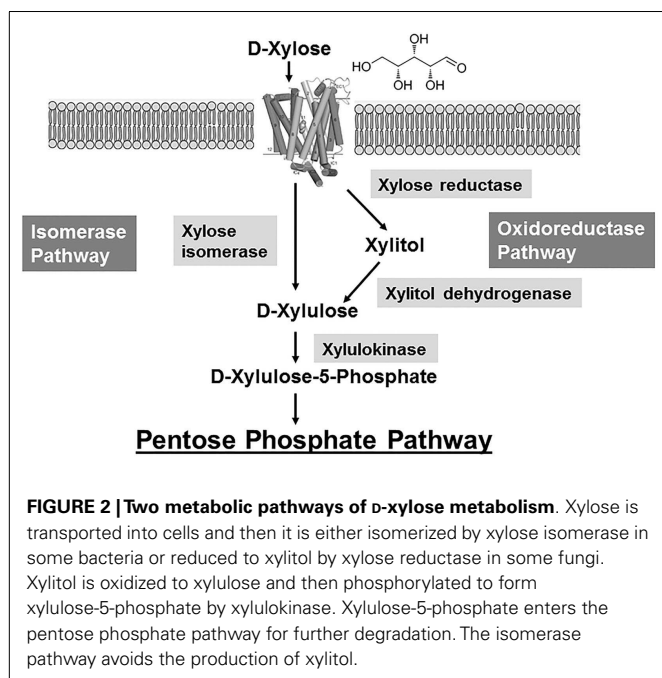 D-Xylose
OH
HO
O
OH
OH
Xylose reductase
Isomerase
Pathway
Xylose
isomerase
Xylitol
Oxidoreductase
Pathway
Xylitol dehydrogenase
D-Xylulose
Xylulokinase
D-Xylulose-5-Phosphate
Pentose Phosphate Pathway
FIGURE 2 | Two metabolic pathways of D-xylose metabolism. Xylose is
transported into cells and then it is either isomerized by xylose isomerase in
some bacteria or reduced to xylitol by xylose reductase in some fungi.
Xylitol is oxidized to xylulose and then phosphorylated to form
xylulose-5-phosphate by xylulokinase. Xylulose-5-phosphate enters the
pentose phosphate pathway for further degradation. The isomerase
pathway avoids the production of xylitol.